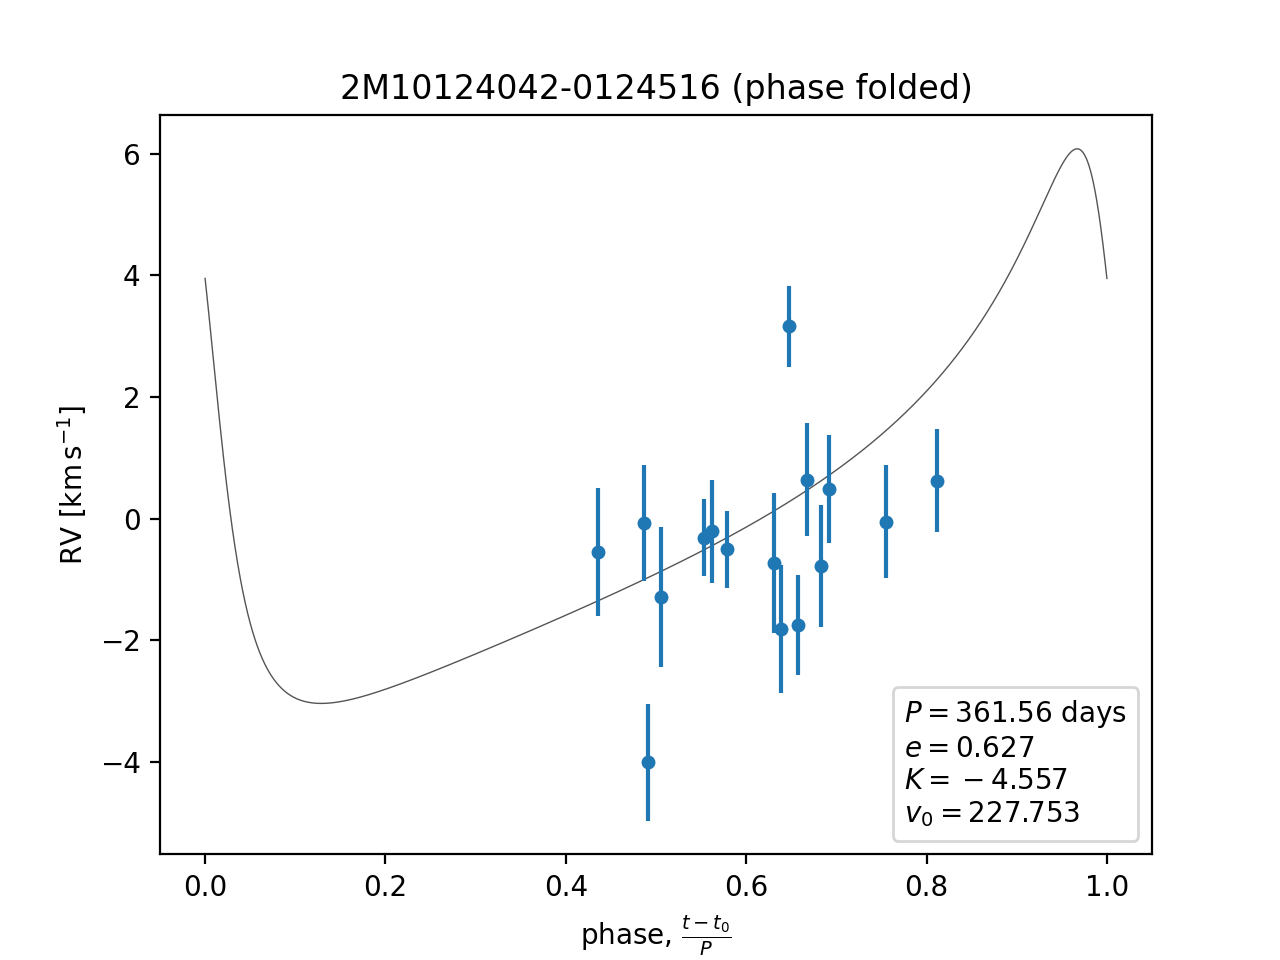 2M10124042-0124516 (phase folded)
RV [km s⁻¹]
6
4
2
0
−2
−4
P = 361.56 days
e = 0.627
K = −4.557
v₀ = 227.753
0.0 0.2 0.4 0.6 0.8 1.0
phase, (t − t₀)/P